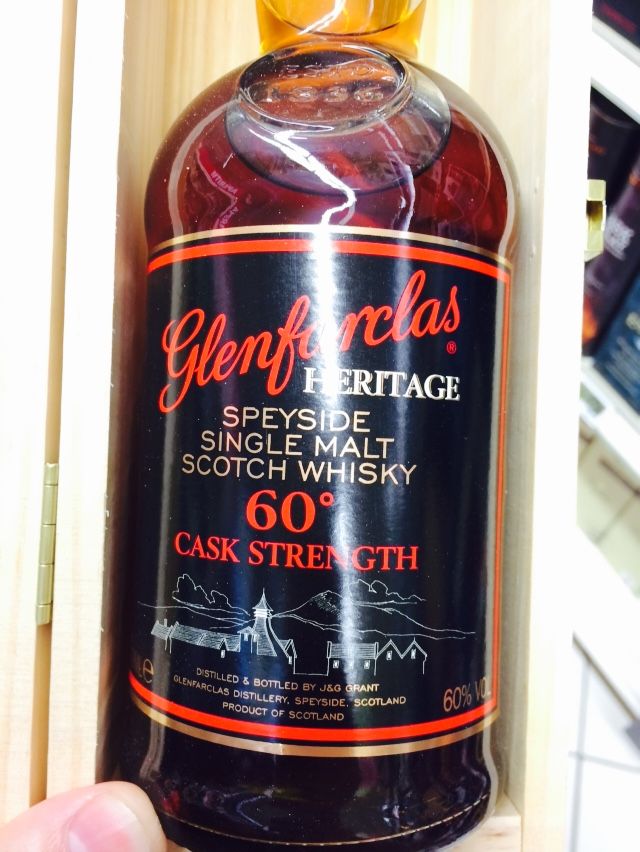 1836
Glenfarclas
®
HERITAGE
SPEYSIDE
SINGLE MALT
SCOTCH WHISKY
60°
CASK STRENGTH
DISTILLED & BOTTLED BY J&G GRANT
GLENFARCLAS DISTILLERY, SPEYSIDE, SCOTLAND
PRODUCT OF SCOTLAND
e
60% VOL